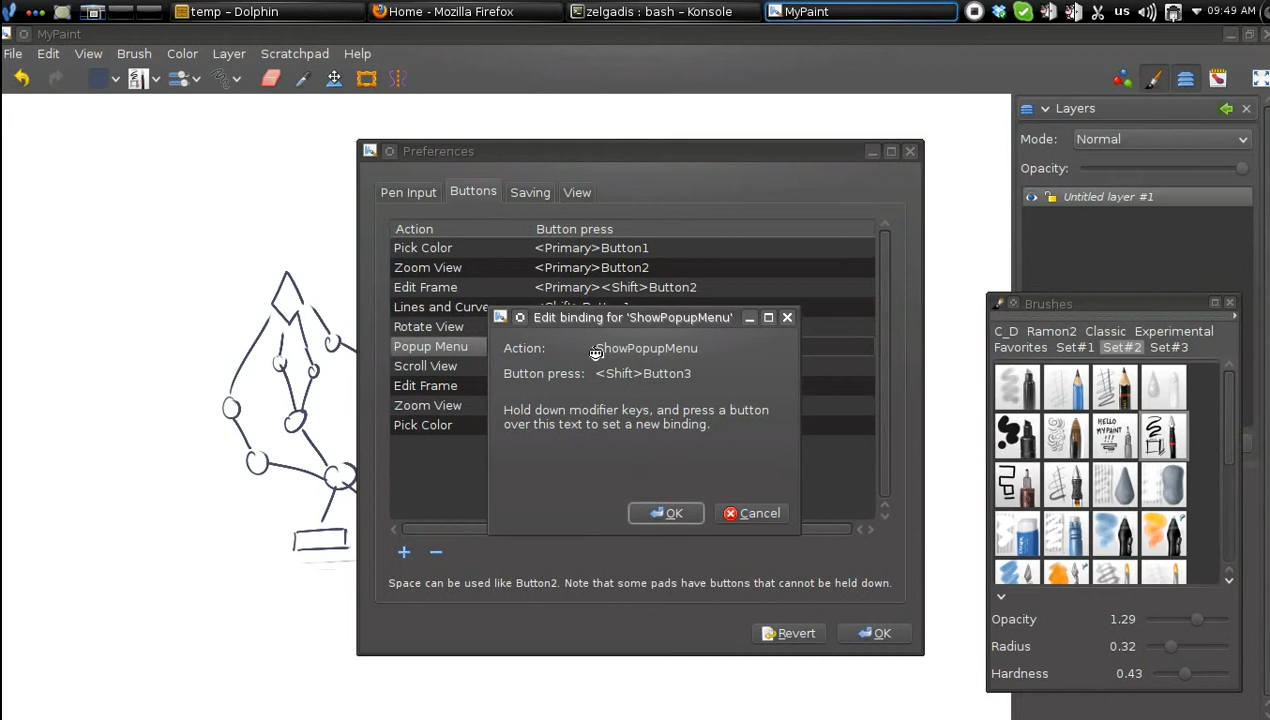 temp – Dolphin
Home - Mozilla Firefox
zelgadis : bash – Konsole
MyPaint
us
09:49 AM
MyPaint
File Edit View Brush Color Layer Scratchpad Help
Layers
Mode: Normal
Opacity:
Untitled layer #1
Preferences
Pen Input Buttons Saving View
Action Button press
Pick Color <Primary>Button1
Zoom View <Primary>Button2
Edit Frame <Primary><Shift>Button2
Lines and Curve
Rotate View
Popup Menu
Scroll View
Edit Frame
Zoom View
Pick Color
Edit binding for 'ShowPopupMenu'
Action: ShowPopupMenu
Button press: <Shift>Button3
Hold down modifier keys, and press a button
over this text to set a new binding.
OK Cancel
Space can be used like Button2. Note that some pads have buttons that cannot be held down.
Revert OK
Brushes
C_D Ramon2 Classic Experimental
Favorites Set#1 Set#2 Set#3
HELLO
MYPAINT
Opacity 1.29
Radius 0.32
Hardness 0.43